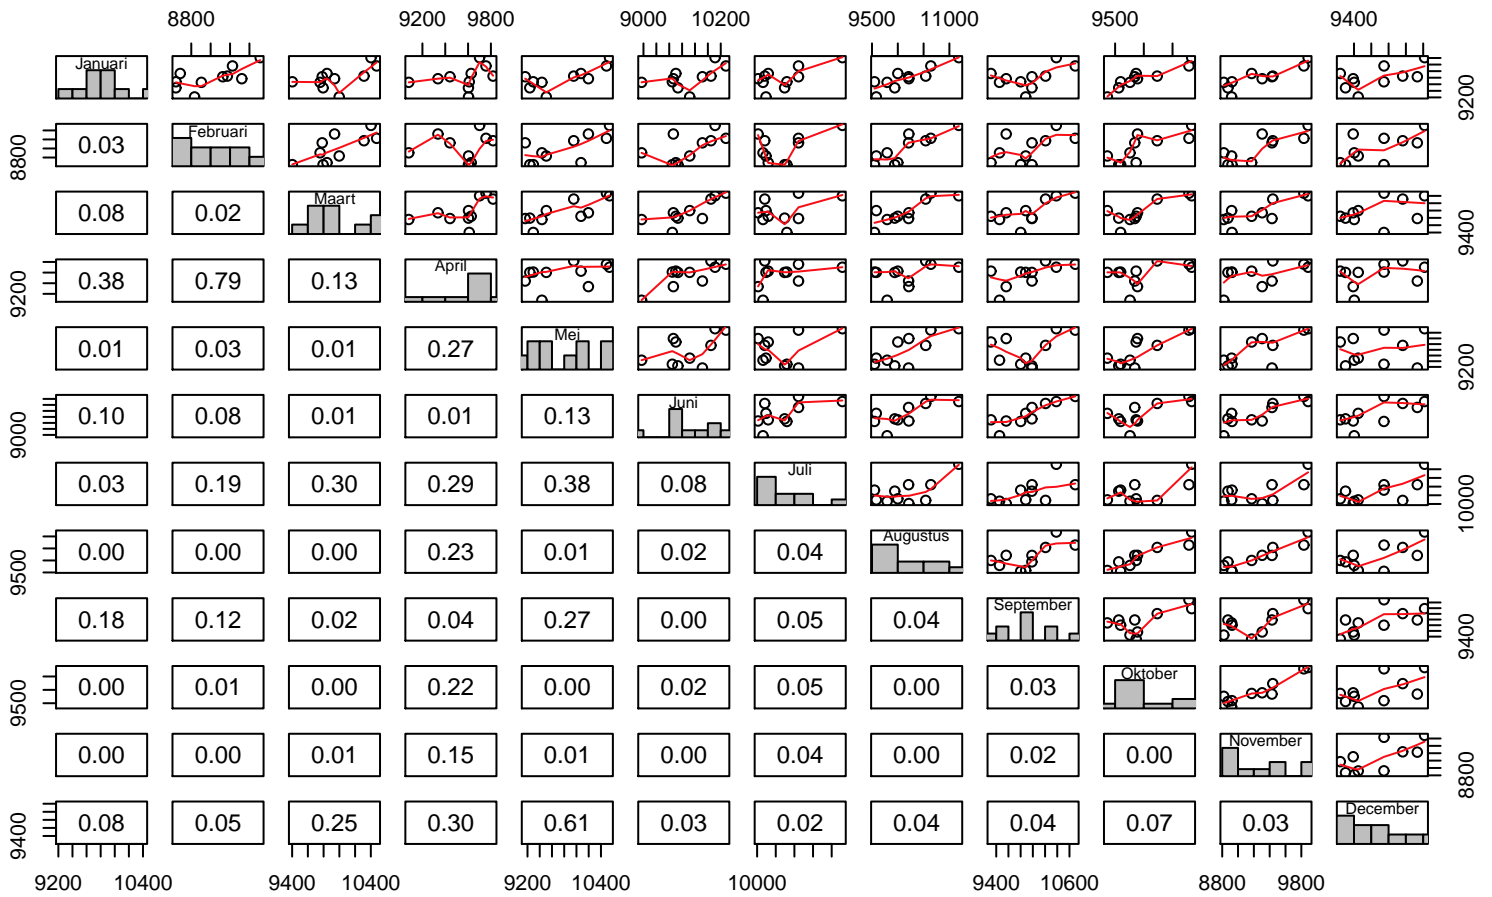 8800 9200 9800 9000 10200 9500 11000 9500 9400
Januari 9200
8800 0.03 Februari
0.08 0.02 Maart 9400
9200 0.38 0.79 0.13 April
0.01 0.03 0.01 0.27 Mei 9200
9000 0.10 0.08 0.01 0.01 0.13 Juni
0.03 0.19 0.30 0.29 0.38 0.08 Juli 10000
9500 0.00 0.00 0.00 0.23 0.01 0.02 0.04 Augustus
0.18 0.12 0.02 0.04 0.27 0.00 0.05 0.04 September 9400
9500 0.00 0.01 0.00 0.22 0.00 0.02 0.05 0.00 0.03 Oktober
0.00 0.00 0.01 0.15 0.01 0.00 0.04 0.00 0.02 0.00 November 8800
9400 0.08 0.05 0.25 0.30 0.61 0.03 0.02 0.04 0.04 0.07 0.03 December
9200 10400 9400 10400 9200 10400 10000 9400 10600 8800 9800